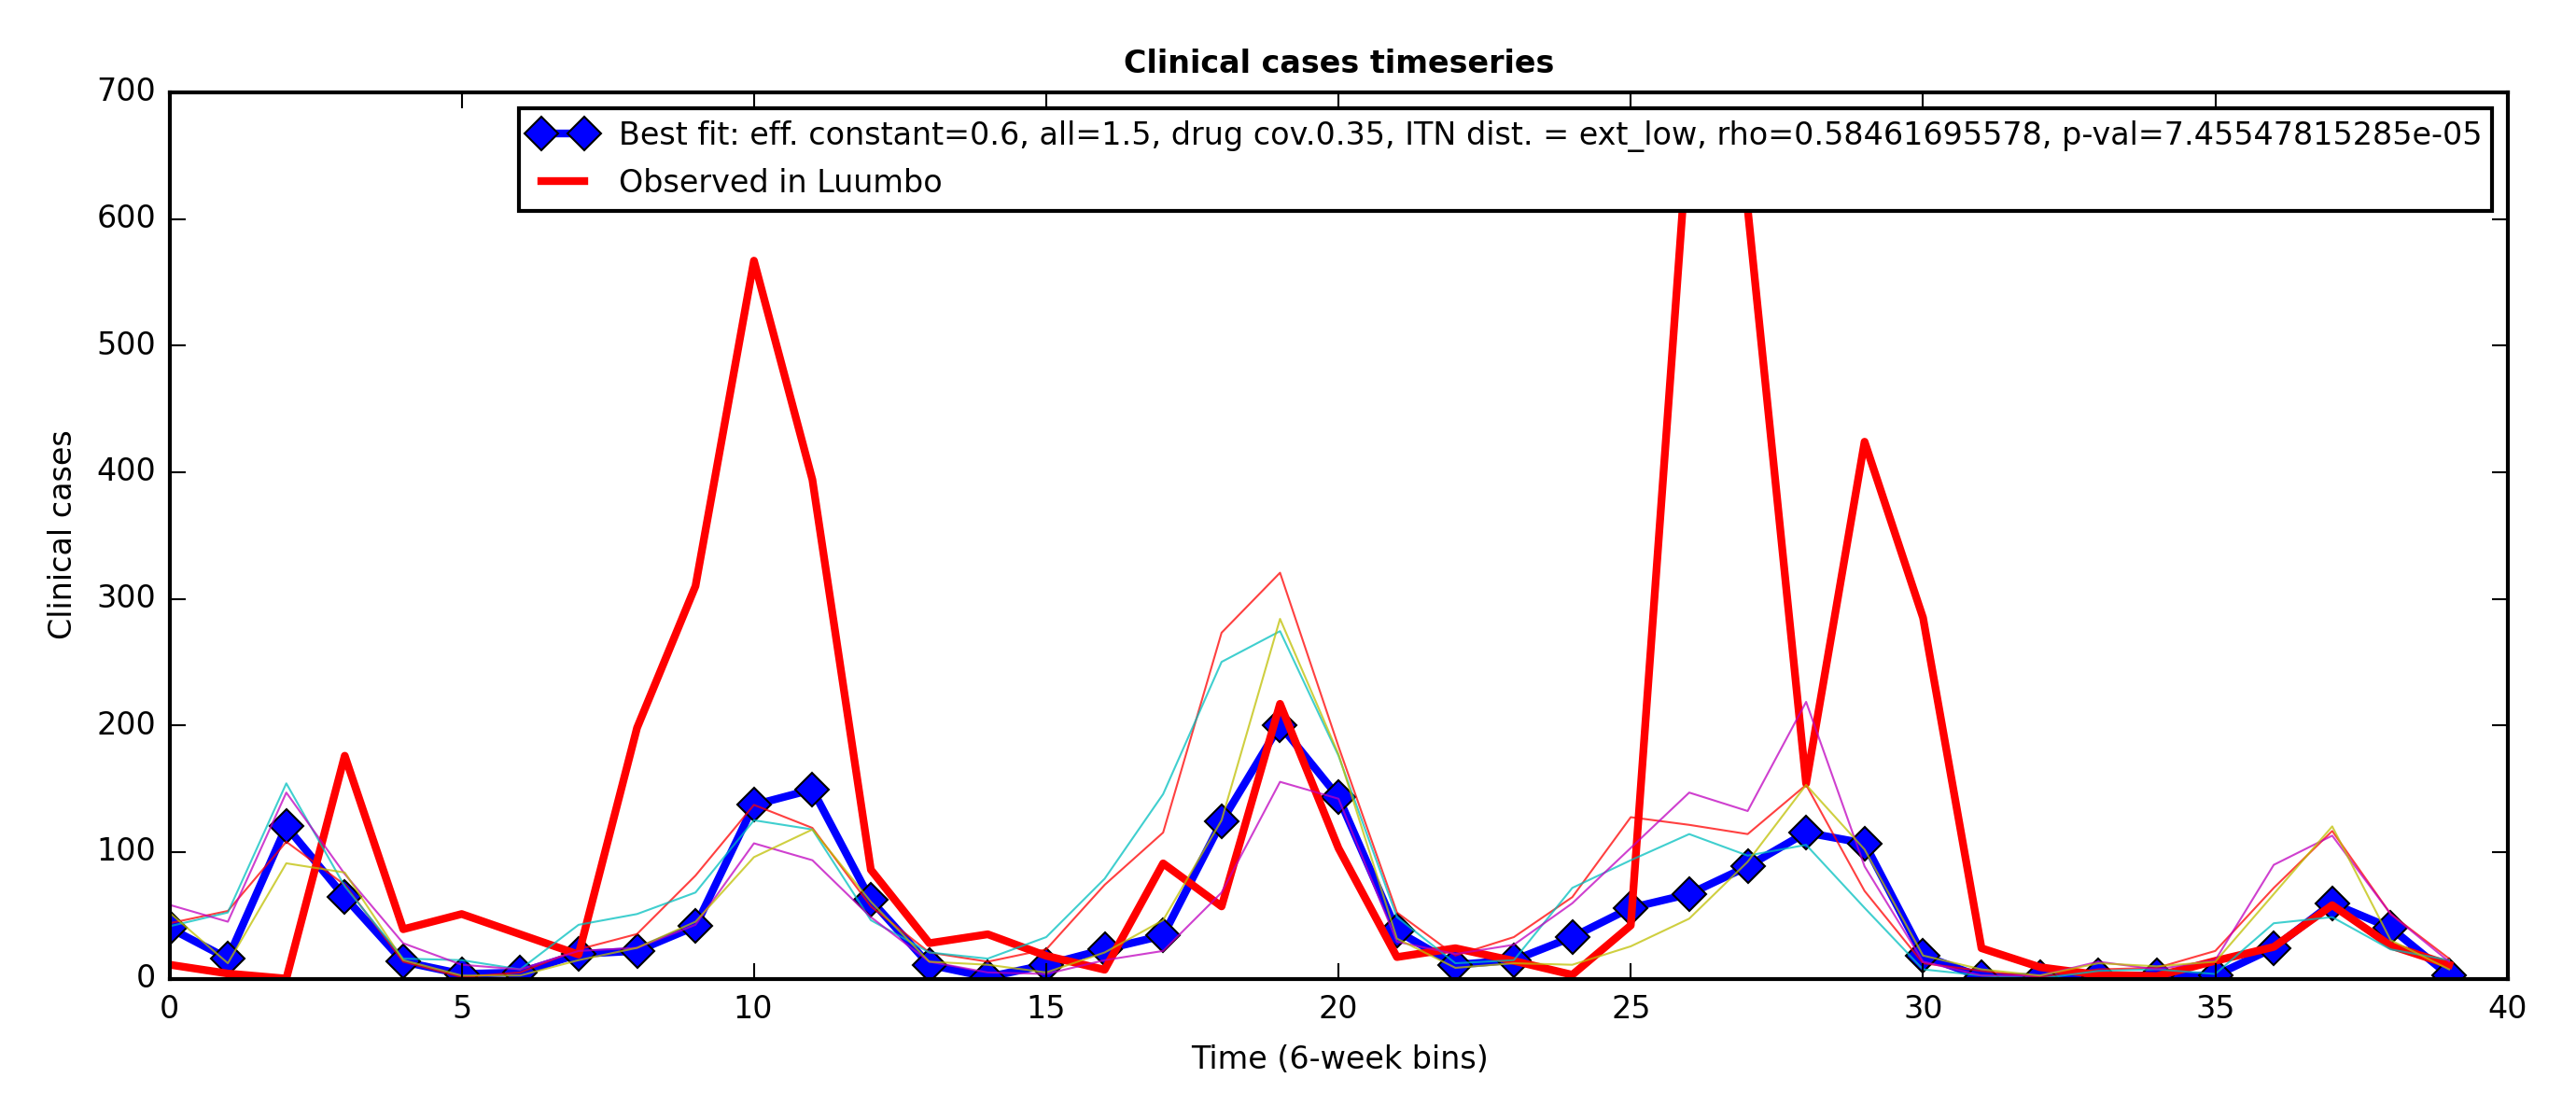 Clinical cases timeseries
700
600
500
400
300
200
100
0
Clinical cases
Best fit: eff. constant=0.6, all=1.5, drug cov.0.35, ITN dist. = ext_low, rho=0.58461695578, p-val=7.45547815285e-05
Observed in Luumbo
0 5 10 15 20 25 30 35 40
Time (6-week bins)